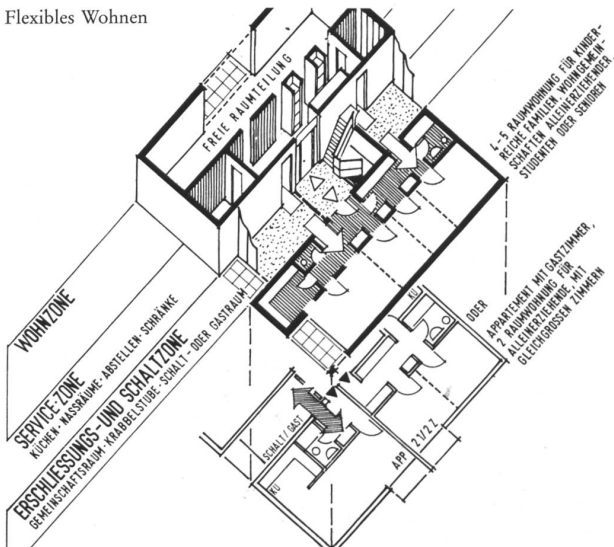 Flexibles Wohnen
FREIE RAUMTEILUNG
4-5 RAUMWOHNUNG FÜR KINDER-
REICHE FAMILIEN WOHNGEMEIN-
SCHAFTEN ALLEINERZIEHENDER,
STUDENTEN ODER SENIOREN
WOHNZONE
SERVICE-ZONE
KÜCHEN·NASSRÄUME·ABSTELLEN·SCHRÄNKE
ERSCHLIESSUNGS- UND SCHALTZONE
GEMEINSCHAFTSRAUM·KRABBELSTUBE·SCHALT- ODER GASTRAUM
APPARTEMENT MIT GASTZIMMER,
2 RAUMWOHNUNG FÜR
ALLEINERZIEHENDE MIT
GLEICHGROSSEN ZIMMERN
KÜ
ODER
SCHALT/GAST
KÜ
APP
2 1/2 Z